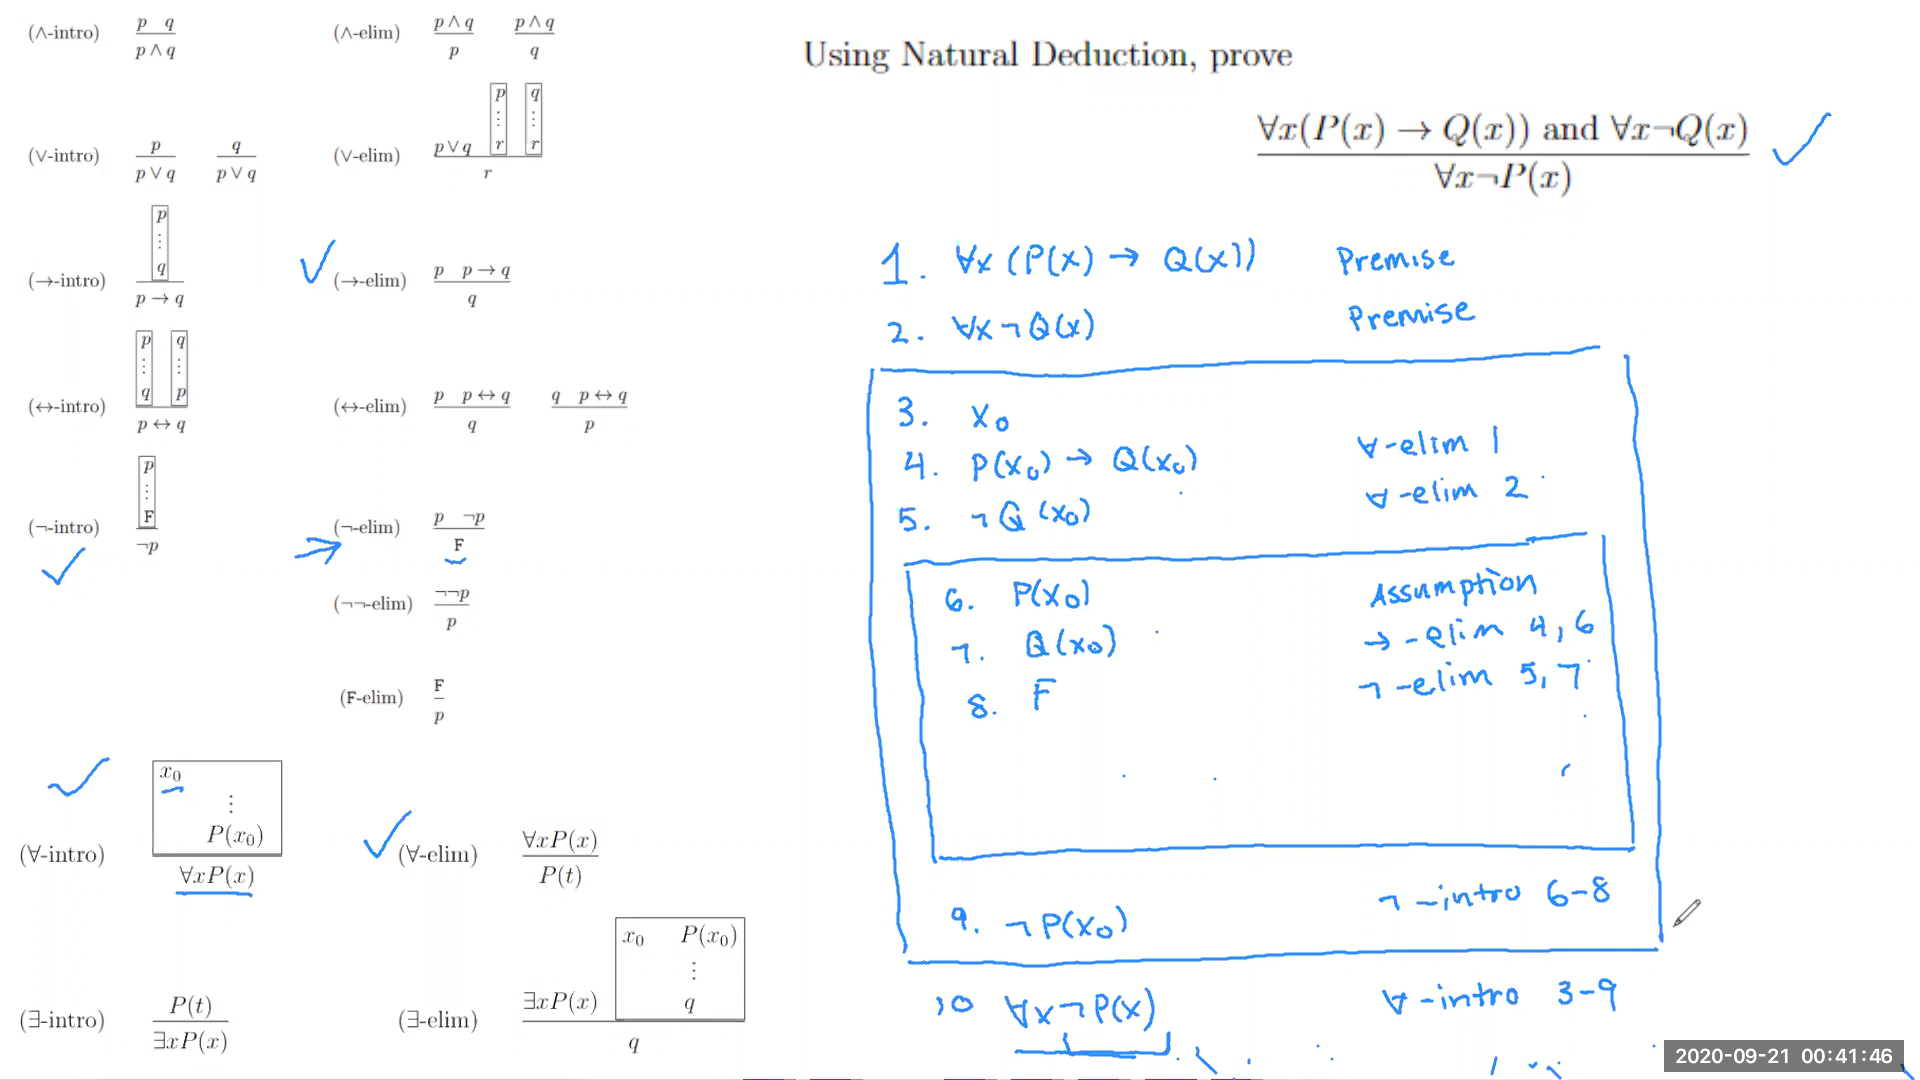 (∧-intro) p q / p ∧ q (∧-elim) p ∧ q / p p ∧ q / q
(∨-intro) p / p ∨ q q / p ∨ q (∨-elim) p ∨ q [p ⋮ r] [q ⋮ r] / r
(→-intro) [p ⋮ q] / p → q (→-elim) p p → q / q
(↔-intro) [p ⋮ q] [q ⋮ p] / p ↔ q (↔-elim) p p ↔ q / q q p ↔ q / p
(¬-intro) [p ⋮ F] / ¬p (¬-elim) p ¬p / F
(¬¬-elim) ¬¬p / p
(F-elim) F / p
(∀-intro) [x₀ ⋮ P(x₀)] / ∀xP(x) (∀-elim) ∀xP(x) / P(t)
(∃-intro) P(t) / ∃xP(x) (∃-elim) ∃xP(x) [x₀ P(x₀) ⋮ q] / q
Using Natural Deduction, prove
∀x(P(x) → Q(x)) and ∀x¬Q(x)
∀x¬P(x)
1. ∀x (P(x) → Q(x)) Premise
2. ∀x ¬ Q(x) Premise
3. x₀
4. P(x₀) → Q(x₀) ∀-elim 1
5. ¬ Q(x₀) ∀-elim 2
6. P(x₀) Assumption
7. Q(x₀) →-elim 4, 6
8. F ¬-elim 5, 7
9. ¬ P(x₀) ¬-intro 6-8
10 ∀x ¬ P(x) ∀-intro 3-9
2020-09-21 00:41:46